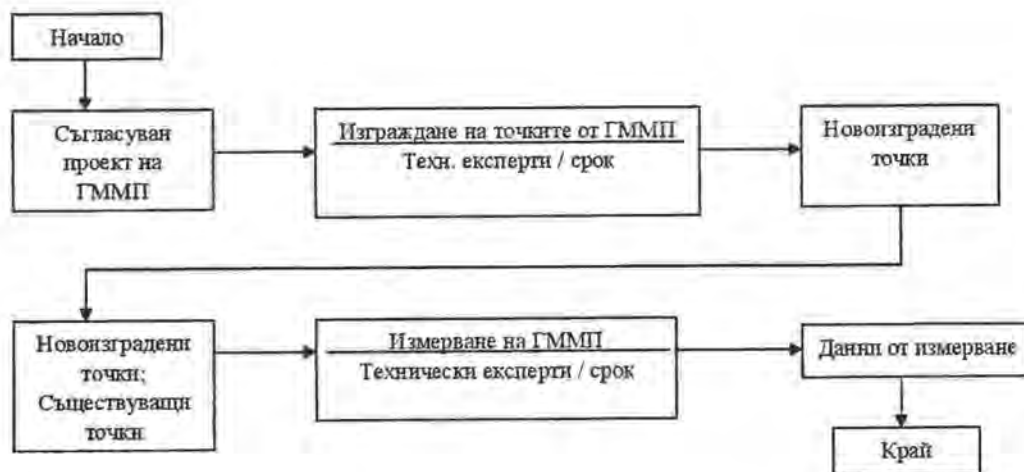 Начало
Съгласуван
проект на
ГММП
Изграждане на точките от ГММП
Техн. експерти / срок
Новоизградени
точки
Новоизградени
точки;
Съществуващи
точки
Измерване на ГММП
Технически експерти / срок
Данни от измерване
Край